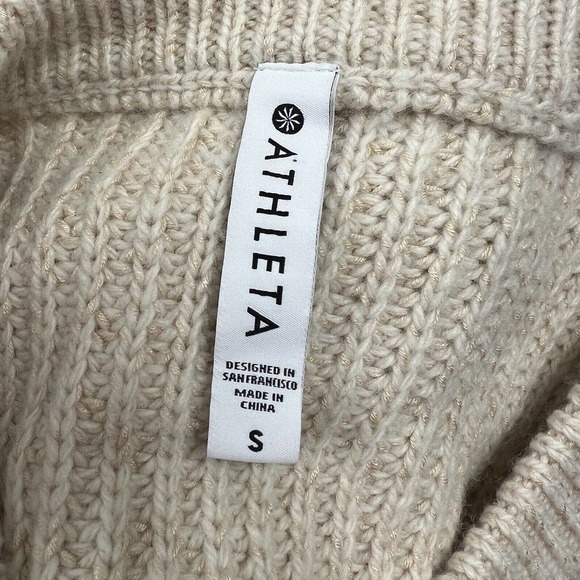 ATHLETA
DESIGNED IN
SAN FRANCISCO
MADE IN
CHINA
S